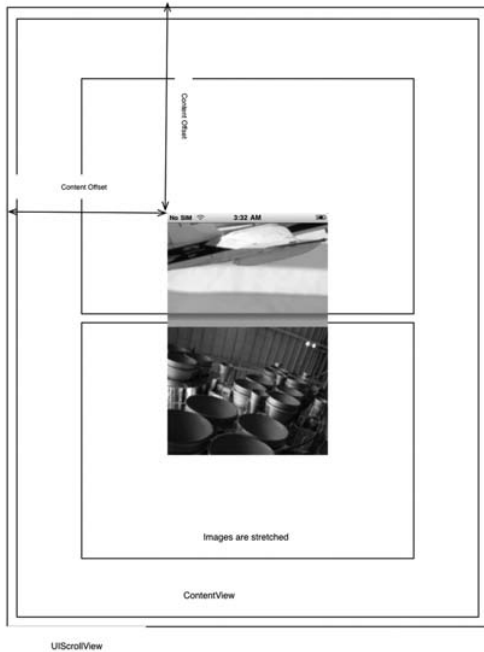 Content Offset
Content Offset
No SIM 3:32 AM
Images are stretched
ContentView
UIScrollView